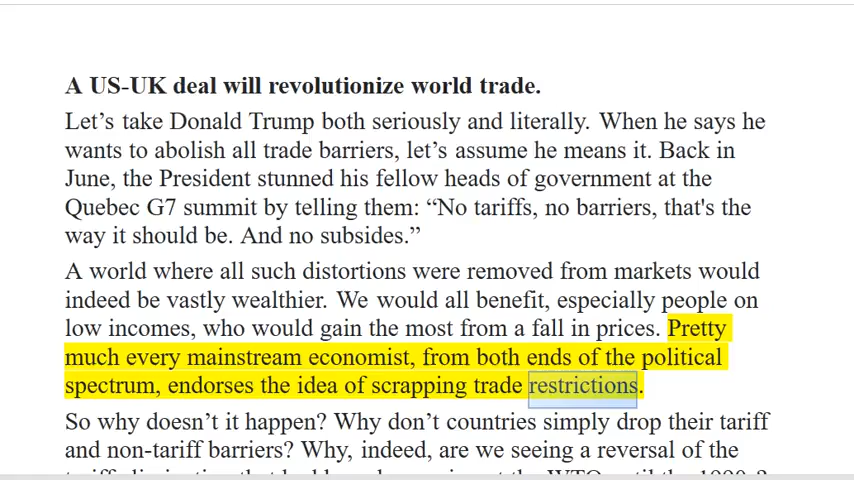 A US-UK deal will revolutionize world trade.
Let’s take Donald Trump both seriously and literally. When he says he
wants to abolish all trade barriers, let’s assume he means it. Back in
June, the President stunned his fellow heads of government at the
Quebec G7 summit by telling them: “No tariffs, no barriers, that's the
way it should be. And no subsides.”
A world where all such distortions were removed from markets would
indeed be vastly wealthier. We would all benefit, especially people on
low incomes, who would gain the most from a fall in prices. Pretty
much every mainstream economist, from both ends of the political
spectrum, endorses the idea of scrapping trade restrictions.
So why doesn’t it happen? Why don’t countries simply drop their tariff
and non-tariff barriers? Why, indeed, are we seeing a reversal of the